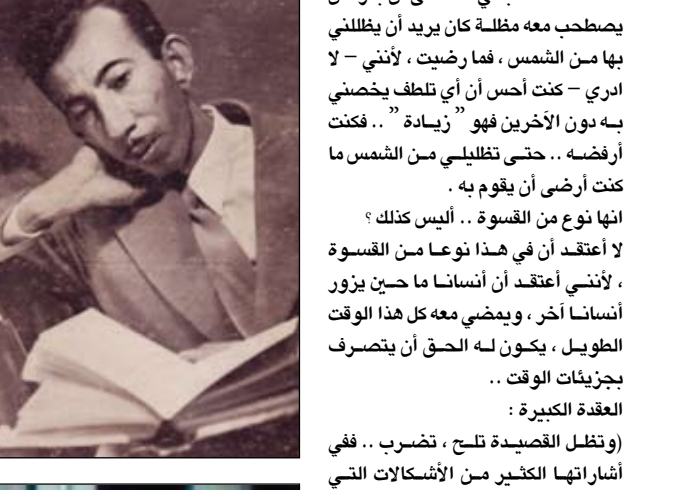 يصطحب معه مظلـة كان يريد أن يظللني
بها مـن الشمس ، فما رضيت ، لأنني – لا
ادري – كنت أحس أن أي تلطف يخصني
بـه دون الآخرين فهو ” زيـادة “ .. فكنت
أرفضـه .. حتـى تظليلـي مـن الشمس ما
كنت أرضى أن يقوم به .
انها نوع من القسوة .. أليس كذلك ؟
لا أعتقـد أن في هـذا نوعـا مـن القسـوة
، لأننـي أعتقـد أن أنسانـا ما حـين يزور
أنسانـا آخر ، ويمضي معه كل هذا الوقت
الطويـل ، يكـون لـه الحـق أن يتصـرف
بجزيئات الوقت ..
العقدة الكبيرة :
(وتظـل القصيـدة تلـح ، تضـرب .. ففي
أشاراتهـا الكثـير مـن الأشـكالات التـي